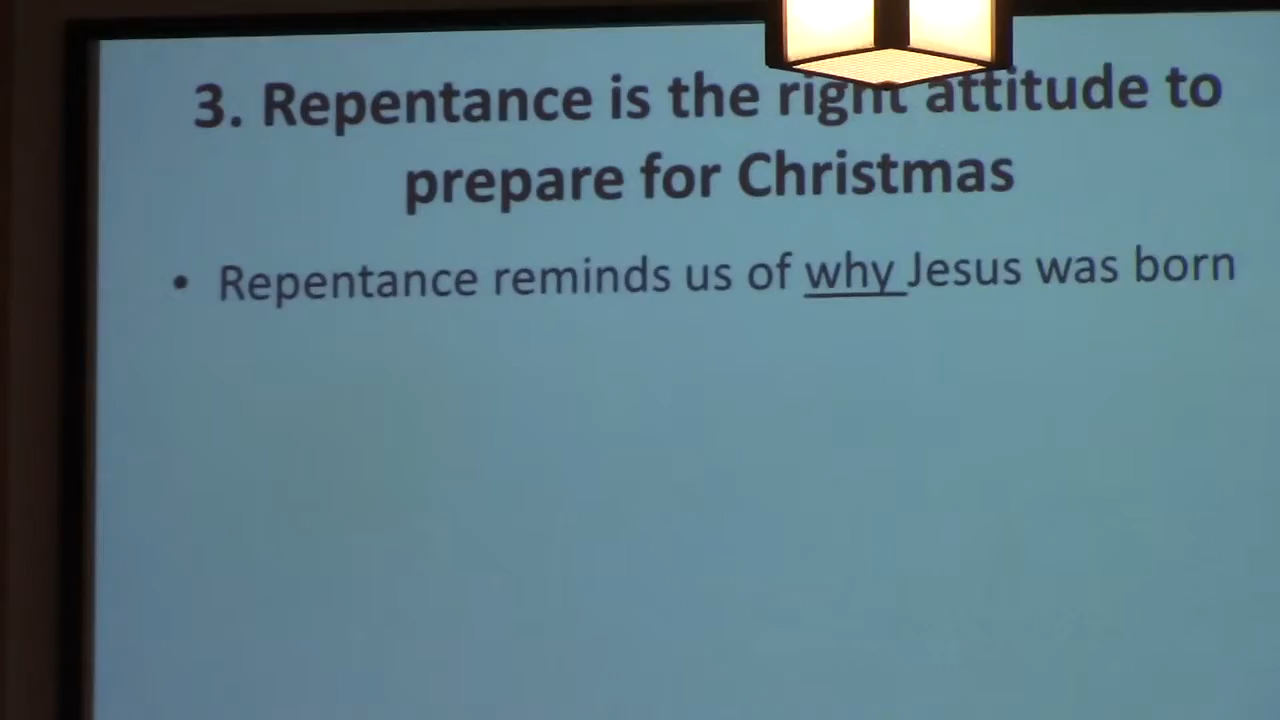 3. Repentance is the right attitude to
prepare for Christmas
• Repentance reminds us of why Jesus was born